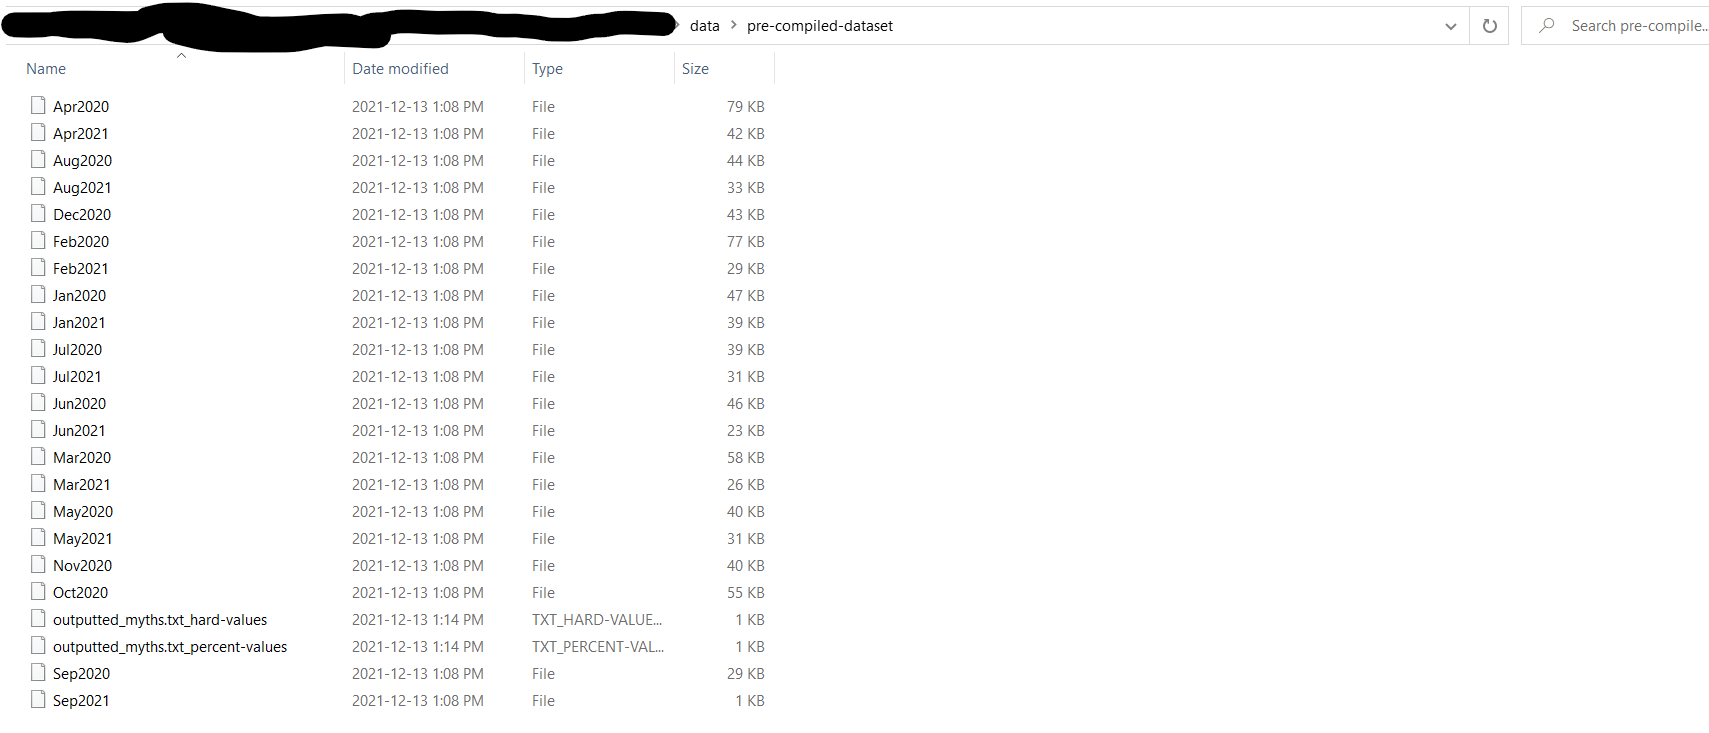 data > pre-compiled-dataset Search pre-compile...
Name Date modified Type Size
Apr2020 2021-12-13 1:08 PM File 79 KB
Apr2021 2021-12-13 1:08 PM File 42 KB
Aug2020 2021-12-13 1:08 PM File 44 KB
Aug2021 2021-12-13 1:08 PM File 33 KB
Dec2020 2021-12-13 1:08 PM File 43 KB
Feb2020 2021-12-13 1:08 PM File 77 KB
Feb2021 2021-12-13 1:08 PM File 29 KB
Jan2020 2021-12-13 1:08 PM File 47 KB
Jan2021 2021-12-13 1:08 PM File 39 KB
Jul2020 2021-12-13 1:08 PM File 39 KB
Jul2021 2021-12-13 1:08 PM File 31 KB
Jun2020 2021-12-13 1:08 PM File 46 KB
Jun2021 2021-12-13 1:08 PM File 23 KB
Mar2020 2021-12-13 1:08 PM File 58 KB
Mar2021 2021-12-13 1:08 PM File 26 KB
May2020 2021-12-13 1:08 PM File 40 KB
May2021 2021-12-13 1:08 PM File 31 KB
Nov2020 2021-12-13 1:08 PM File 40 KB
Oct2020 2021-12-13 1:08 PM File 55 KB
outputted_myths.txt_hard-values 2021-12-13 1:14 PM TXT_HARD-VALUE... 1 KB
outputted_myths.txt_percent-values 2021-12-13 1:14 PM TXT_PERCENT-VAL... 1 KB
Sep2020 2021-12-13 1:08 PM File 29 KB
Sep2021 2021-12-13 1:08 PM File 1 KB